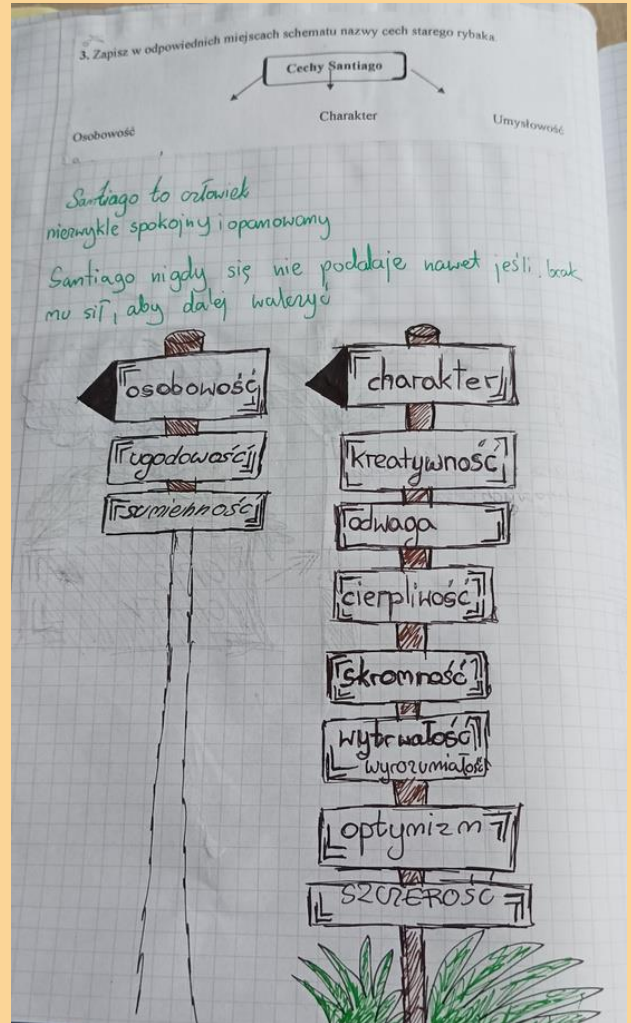 3. Zapisz w odpowiednich miejscach schematu nazwy cech starego rybaka.
Cechy Santiago
Osobowość
Charakter
Umysłowość
Santiago to człowiek
niezwykle spokojny i opanowany
Santiago nigdy się nie poddaje nawet jeśli brak
mu sił, aby dalej walczyć
osobowość
ugodowość
sumienność
charakter
kreatywność
odwaga
cierpliwość
skromność
wytrwałość
wyrozumiałość
optymizm
SZCZEROŚĆ